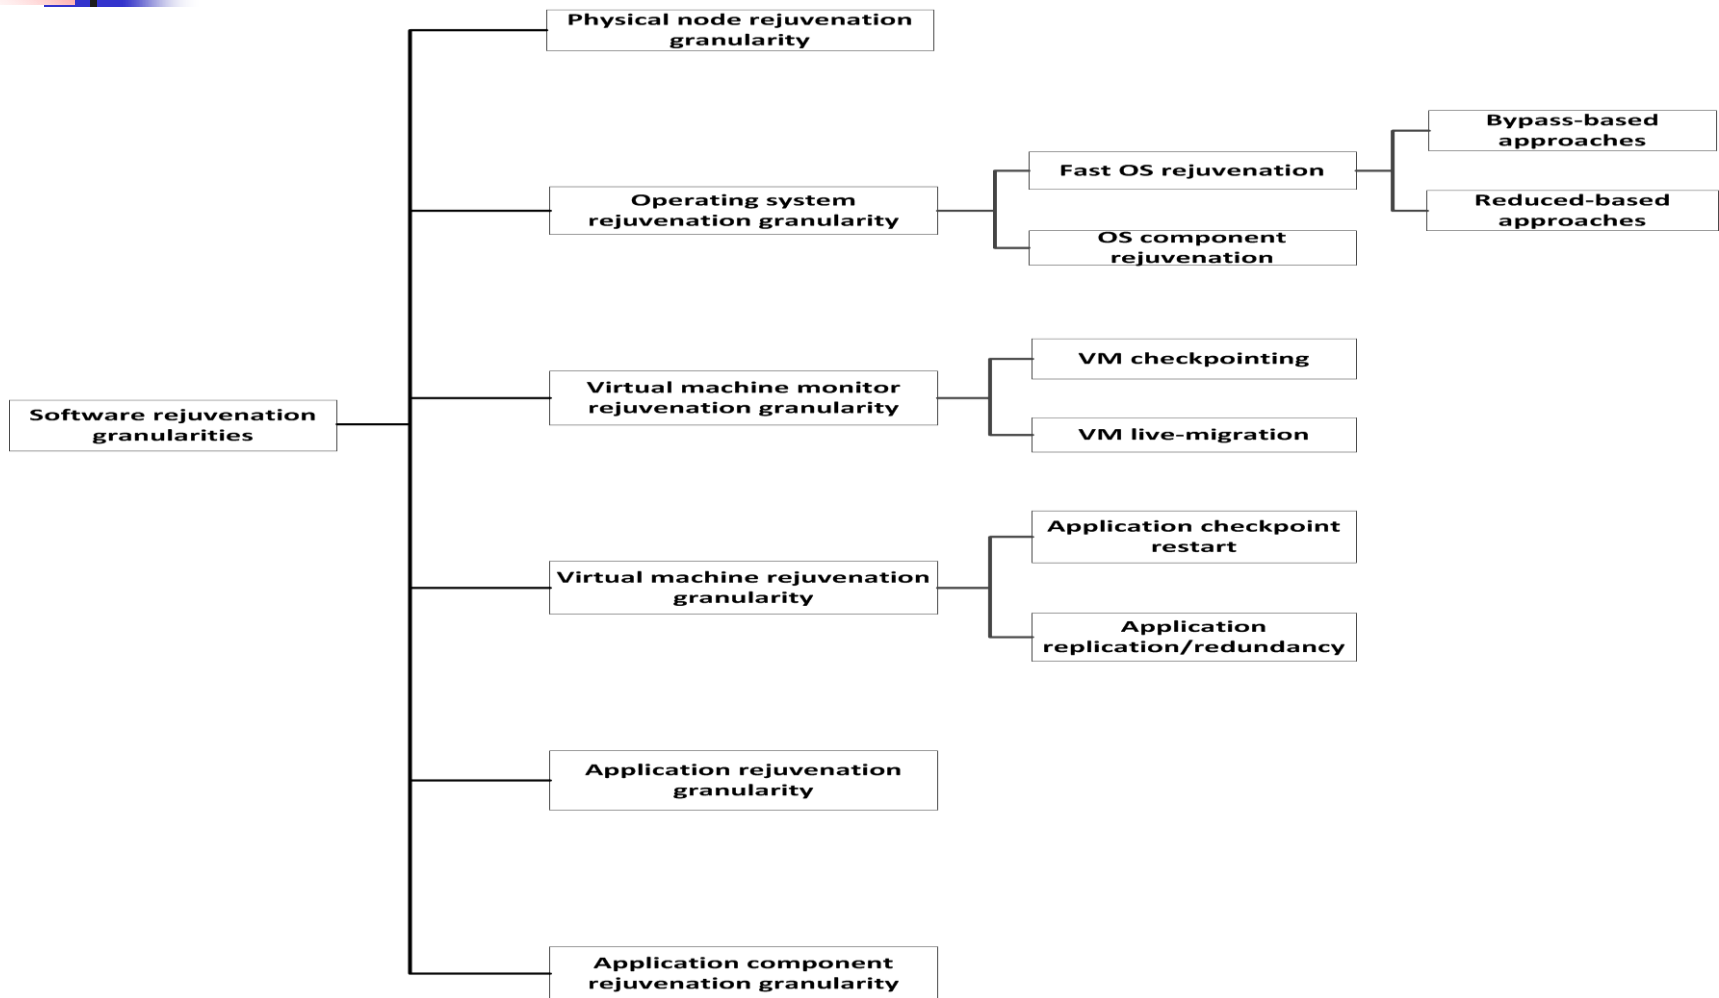 Physical node rejuvenation
granularity
Bypass-based
approaches
Fast OS rejuvenation
Operating system
rejuvenation granularity
Reduced-based
approaches
OS component
rejuvenation
VM checkpointing
Virtual machine monitor
rejuvenation granularity
Software rejuvenation
granularities
VM live-migration
Application checkpoint
restart
Virtual machine rejuvenation
granularity
Application
replication/redundancy
Application rejuvenation
granularity
Application component
rejuvenation granularity